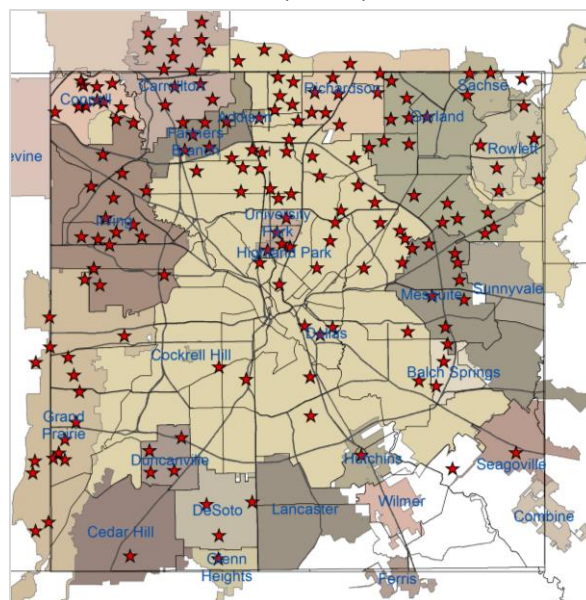 Sachse
Carrollton
Coppell
Richardson
Addison
Garland
Farmers
Branch
Rowlett
evine
Irving
University
Park
Highland Park
Mesquite
Sunnyvale
Dallas
Cockrell Hill
Balch Springs
Grand
Prairie
Duncanville
Hutchins
Seagoville
DeSoto
Lancaster
Wilmer
Combine
Cedar Hill
Glenn
Heights
Ferris